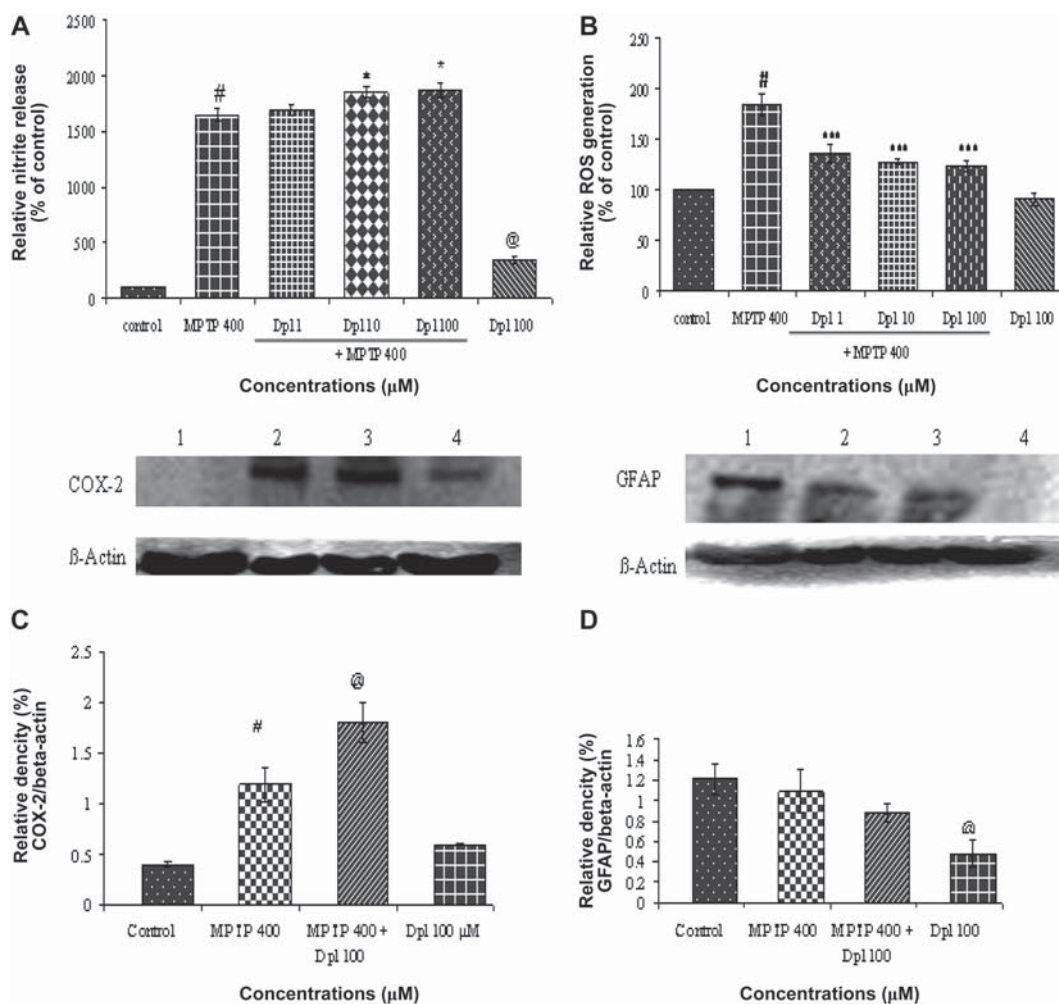 A
Relative nitrite release
(% of control)
2500
2000
1500
1000
500
0
#
*
*
@
control
MPTP 400
Dpl1
Dpl10
Dpl100
Dpl 100
+ MPTP 400
Concentrations (µM)
B
Relative ROS generation
(% of control)
250
200
150
100
50
0
#
***
***
***
control
MPTP 400
Dpl 1
Dpl 10
Dpl 100
Dpl 100
+ MPTP 400
Concentrations (µM)
1 2 3 4
COX-2
ß-Actin
1 2 3 4
GFAP
ß-Actin
C
Relative dencity (%)
COX-2/beta-actin
2.5
2
1.5
1
0.5
0
#
@
Control
MPTP 400
MPTP 400 +
Dpl 100
Dpl 100 µM
Concentrations (µM)
D
Relative dencity (%)
GFAP/beta-actin
1.6
1.4
1.2
1
0.8
0.6
0.4
0.2
0
@
Control
MPTP 400
MPTP 400 +
Dpl 100
Dpl 100
Concentrations (µM)